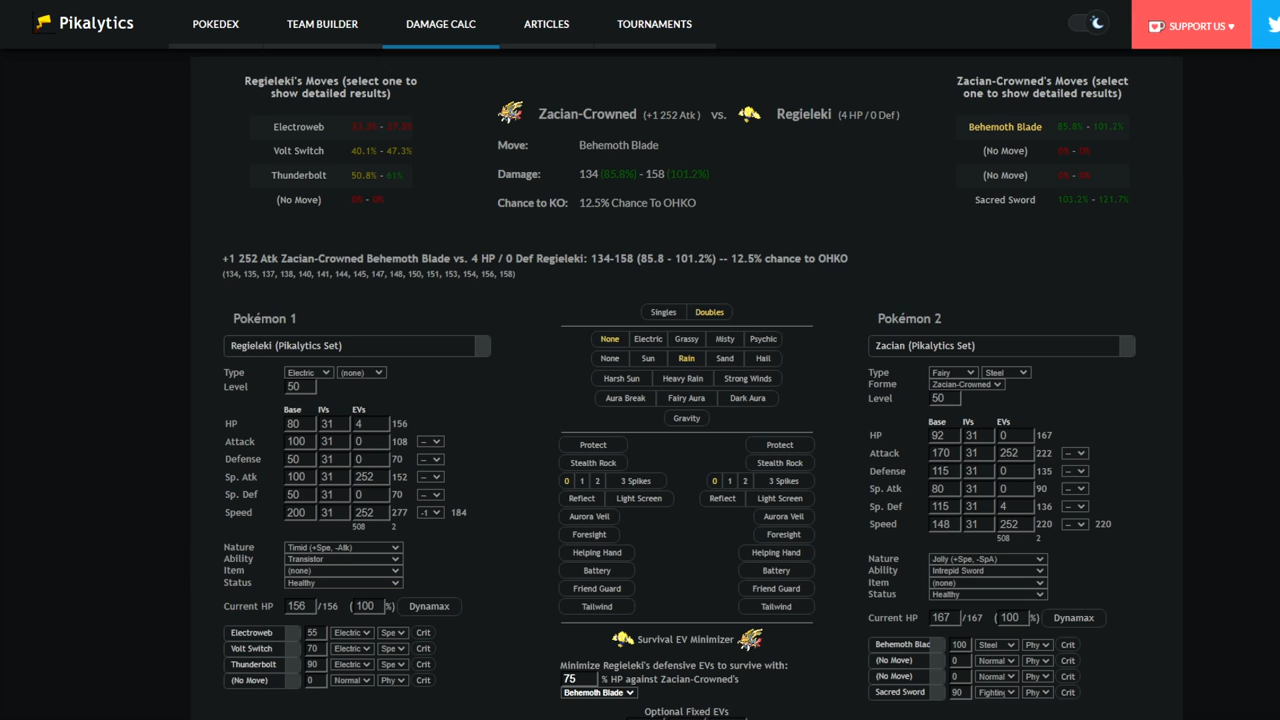 Pikalytics
POKEDEX TEAM BUILDER DAMAGE CALC ARTICLES TOURNAMENTS
SUPPORT US ♥
Regieleki's Moves (select one to
show detailed results)
Electroweb
Volt Switch 40.1% - 47.3%
Thunderbolt 50.8% - 61%
(No Move) 0% - 0%
Zacian-Crowned (+1 252 Atk ) vs. Regieleki (4 HP / 0 Def )
Move: Behemoth Blade
Damage: 134 (85.8%) - 158 (101.2%)
Chance to KO: 12.5% Chance To OHKO
Zacian-Crowned's Moves (select
one to show detailed results)
Behemoth Blade 85.8% - 101.2%
(No Move) 0% - 0%
(No Move) 0% - 0%
Sacred Sword 103.2% - 121.7%
+1 252 Atk Zacian-Crowned Behemoth Blade vs. 4 HP / 0 Def Regieleki: 134-158 (85.8 - 101.2%) -- 12.5% chance to OHKO
(134, 135, 137, 138, 140, 141, 144, 145, 147, 148, 150, 151, 153, 154, 156, 158)
Pokémon 1
Regieleki (Pikalytics Set)
Type Electric (none)
Level 50
Base IVs EVs
HP 80 31 4 156
Attack 100 31 0 108 --
Defense 50 31 0 70 --
Sp. Atk 100 31 252 152 --
Sp. Def 50 31 0 70 --
Speed 200 31 252 277 -1 184
508 2
Nature Timid (+Spe, -Atk)
Ability Transistor
Item (none)
Status Healthy
Current HP 156 /156 ( 100 %) Dynamax
Electroweb 55 Electric Spe Crit
Volt Switch 70 Electric Spe Crit
Thunderbolt 90 Electric Spe Crit
(No Move) 0 Normal Phy Crit
Singles Doubles
None Electric Grassy Misty Psychic
None Sun Rain Sand Hail
Harsh Sun Heavy Rain Strong Winds
Aura Break Fairy Aura Dark Aura
Gravity
Protect Protect
Stealth Rock Stealth Rock
0 1 2 3 Spikes 0 1 2 3 Spikes
Reflect Light Screen Reflect Light Screen
Aurora Veil Aurora Veil
Foresight Foresight
Helping Hand Helping Hand
Battery Battery
Friend Guard Friend Guard
Tailwind Tailwind
Survival EV Minimizer
Minimize Regieleki's defensive EVs to survive with:
75 % HP against Zacian-Crowned's
Behemoth Blade
Optional Fixed EVs
Pokémon 2
Zacian (Pikalytics Set)
Type Fairy Steel
Forme Zacian-Crowned
Level 50
Base IVs EVs
HP 92 31 0 167
Attack 170 31 252 222 --
Defense 115 31 0 135 --
Sp. Atk 80 31 0 90 --
Sp. Def 115 31 4 136 --
Speed 148 31 252 220 -- 220
508 2
Nature Jolly (+Spe, -SpA)
Ability Intrepid Sword
Item (none)
Status Healthy
Current HP 167 /167 ( 100 %) Dynamax
Behemoth Blad 100 Steel Phy Crit
(No Move) 0 Normal Phy Crit
(No Move) 0 Normal Phy Crit
Sacred Sword 90 Fighting Phy Crit